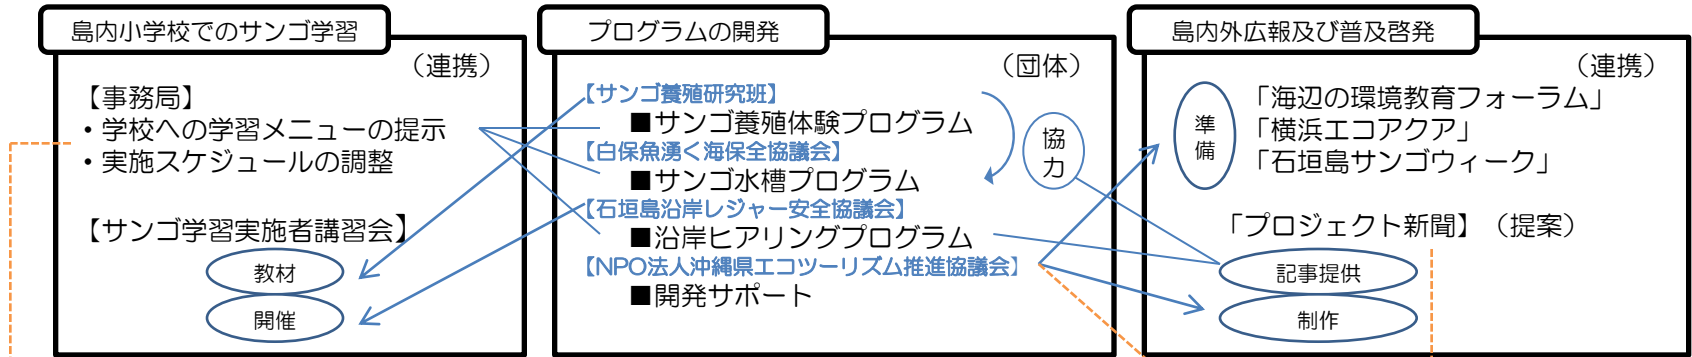 島内小学校でのサンゴ学習
（連携）
【事務局】
・学校への学習メニューの提示
・実施スケジュールの調整
【サンゴ学習実施者講習会】
教材
開催
プログラムの開発
（団体）
【サンゴ養殖研究班】
■サンゴ養殖体験プログラム
【白保魚湧く海保全協議会】
■サンゴ水槽プログラム
【石垣島沿岸レジャー安全協議会】
■沿岸ヒアリングプログラム
【NPO法人沖縄県エコツーリズム推進協議会】
■開発サポート
協力
島内外広報及び普及啓発
（連携）
準備
「海辺の環境教育フォーラム」
「横浜エコアクア」
「石垣島サンゴウィーク」
「プロジェクト新聞】（提案）
記事提供
制作